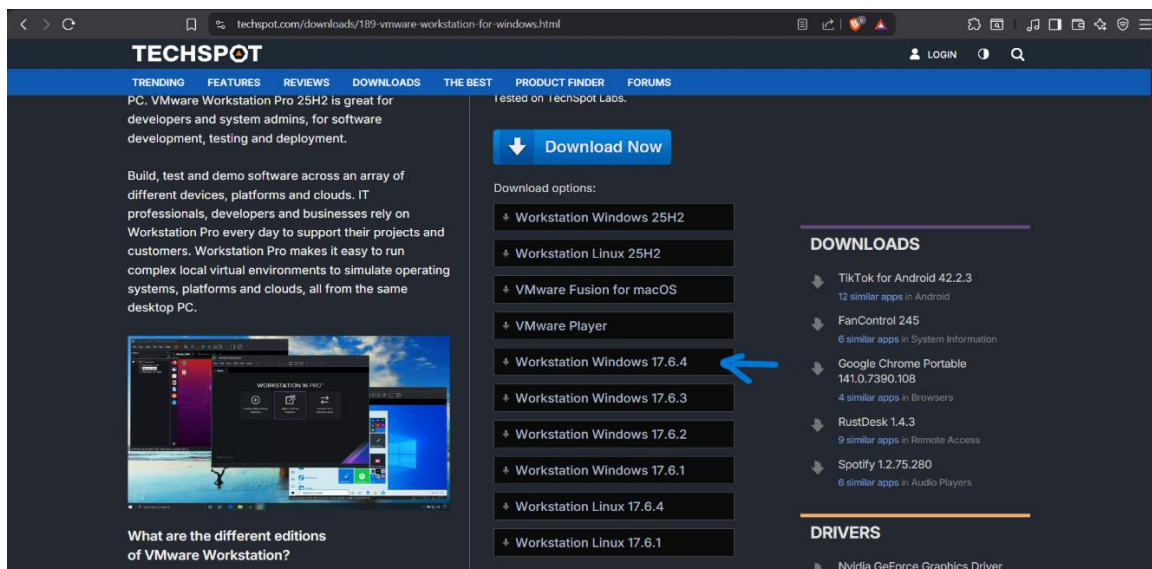 techspot.com/downloads/189-vmware-workstation-for-windows.html
TECHSPOT
LOGIN
TRENDING FEATURES REVIEWS DOWNLOADS THE BEST PRODUCT FINDER FORUMS
PC. VMware Workstation Pro 25H2 is great for
developers and system admins, for software
development, testing and deployment.
Build, test and demo software across an array of
different devices, platforms and clouds. IT
professionals, developers and businesses rely on
Workstation Pro every day to support their projects and
customers. Workstation Pro makes it easy to run
complex local virtual environments to simulate operating
systems, platforms and clouds, all from the same
desktop PC.
WORKSTATION 16 PRO™
What are the different editions
of VMware Workstation?
Tested on TechSpot Labs.
Download Now
Download options:
Workstation Windows 25H2
Workstation Linux 25H2
VMware Fusion for macOS
VMware Player
Workstation Windows 17.6.4
Workstation Windows 17.6.3
Workstation Windows 17.6.2
Workstation Windows 17.6.1
Workstation Linux 17.6.4
Workstation Linux 17.6.1
DOWNLOADS
TikTok for Android 42.2.3
12 similar apps in Android
FanControl 245
6 similar apps in System Information
Google Chrome Portable
141.0.7390.108
4 similar apps in Browsers
RustDesk 1.4.3
9 similar apps in Remote Access
Spotify 1.2.75.280
6 similar apps in Audio Players
DRIVERS
Nvidia GeForce Graphics Driver